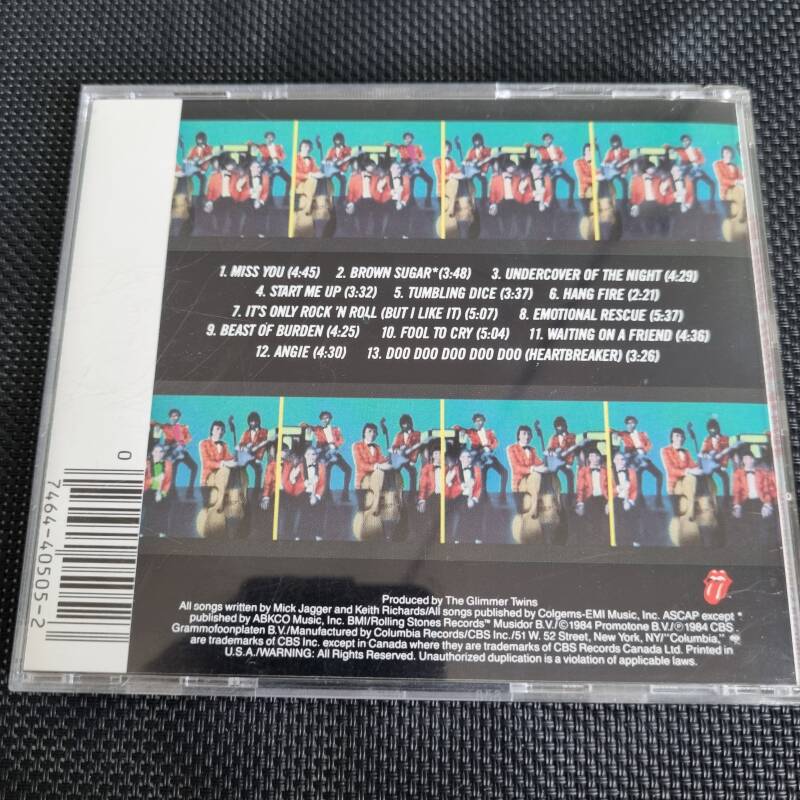 1. MISS YOU (4:45) 2. BROWN SUGAR*(3:48) 3. UNDERCOVER OF THE NIGHT (4:29)
4. START ME UP (3:32) 5. TUMBLING DICE (3:37) 6. HANG FIRE (2:21)
7. IT'S ONLY ROCK 'N ROLL (BUT I LIKE IT) (5:07) 8. EMOTIONAL RESCUE (5:37)
9. BEAST OF BURDEN (4:25) 10. FOOL TO CRY (5:04) 11. WAITING ON A FRIEND (4:36)
12. ANGIE (4:30) 13. DOO DOO DOO DOO DOO (HEARTBREAKER) (3:26)
0
7464-40505-2
Produced by The Glimmer Twins
All songs written by Mick Jagger and Keith Richards/All songs published by Colgems-EMI Music, Inc. ASCAP except *
published by ABKCO Music, Inc. BMI/Rolling Stones Records™ Musidor B.V./©1984 Promotone B.V./℗1984 CBS
Grammofoonplaten B.V./Manufactured by Columbia Records/CBS Inc./51 W. 52 Street, New York, NY/"Columbia,"
are trademarks of CBS Inc. except in Canada where they are trademarks of CBS Records Canada Ltd. Printed in
U.S.A./WARNING: All Rights Reserved. Unauthorized duplication is a violation of applicable laws.